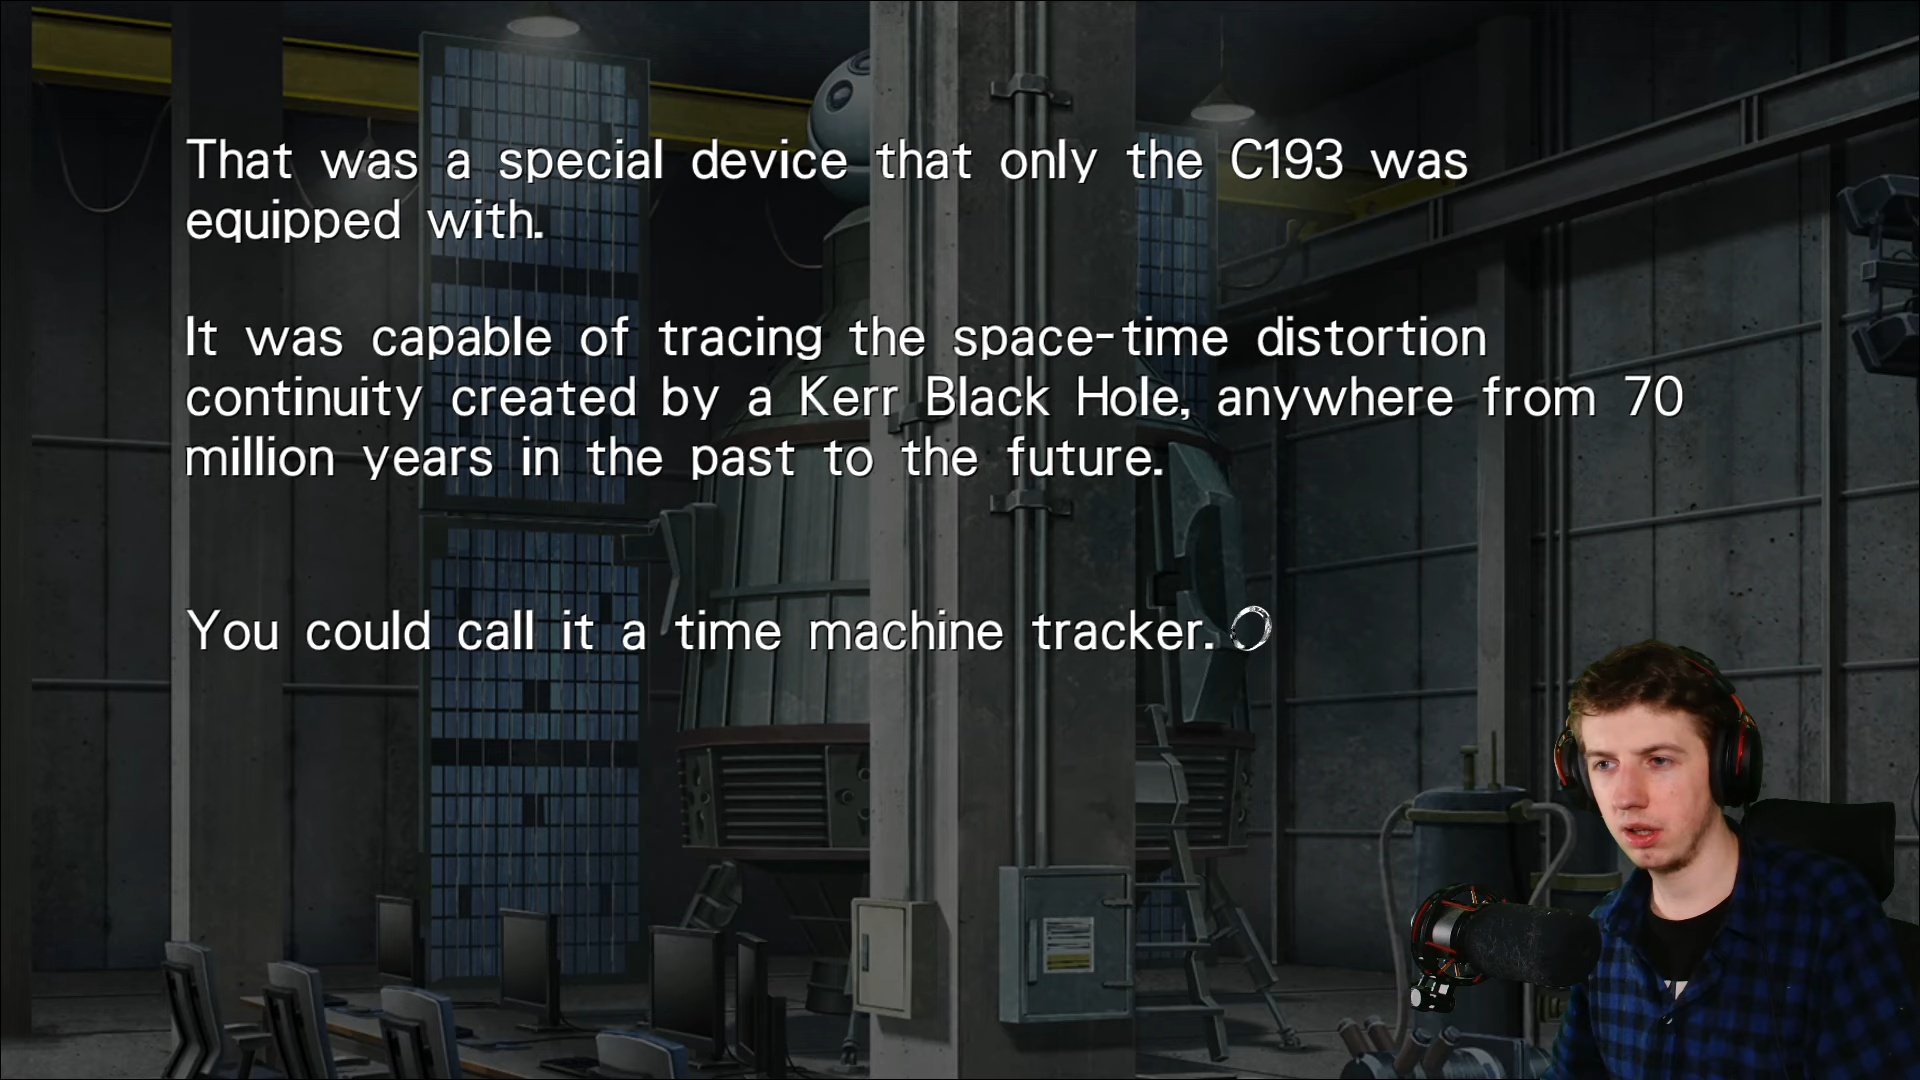 That was a special device that only the C193 was
equipped with.
It was capable of tracing the space-time distortion
continuity created by a Kerr Black Hole, anywhere from 70
million years in the past to the future.
You could call it a time machine tracker.